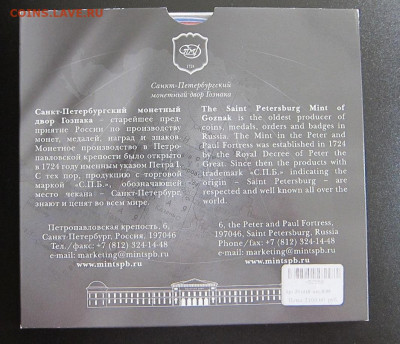 COINS.LAVE.RU
1724
Санкт-Петербургский
монетный двор Гознака
Санкт-Петербургский монетный
двор Гознака – старейшее пред-
приятие России по производству
монет, медалей, наград и знаков.
Монетное производство в Петро-
павловской крепости было открыто
в 1724 году именным указом Петра I.
С тех пор, продукцию с торговой
маркой «С.П.Б.», обозначающей
место чекана – Санкт-Петербург,
знают и ценят во всем мире.
The Saint Petersburg Mint of
Goznak is the oldest producer of
coins, medals, orders and badges in
Russia. The Mint in the Peter and
Paul Fortress was established in 1724
by the Royal Decree of Peter the
Great. Since then the products with
trademark «С.П.Б.» indicating the
origin – Saint Petersburg – are
respected and well known all over the
world.
Петропавловская крепость, 6,
Санкт-Петербург, Россия, 197046
Тел./факс: +7 (812) 324-14-48
e-mail: marketing@mintspb.ru
www.mintspb.ru
6, the Peter and Paul Fortress,
197046, Saint Petersburg, Russia
Phone/fax: +7 (812) 324-14-48
e-mail: marketing@mintspb.ru
www.mintspb.ru